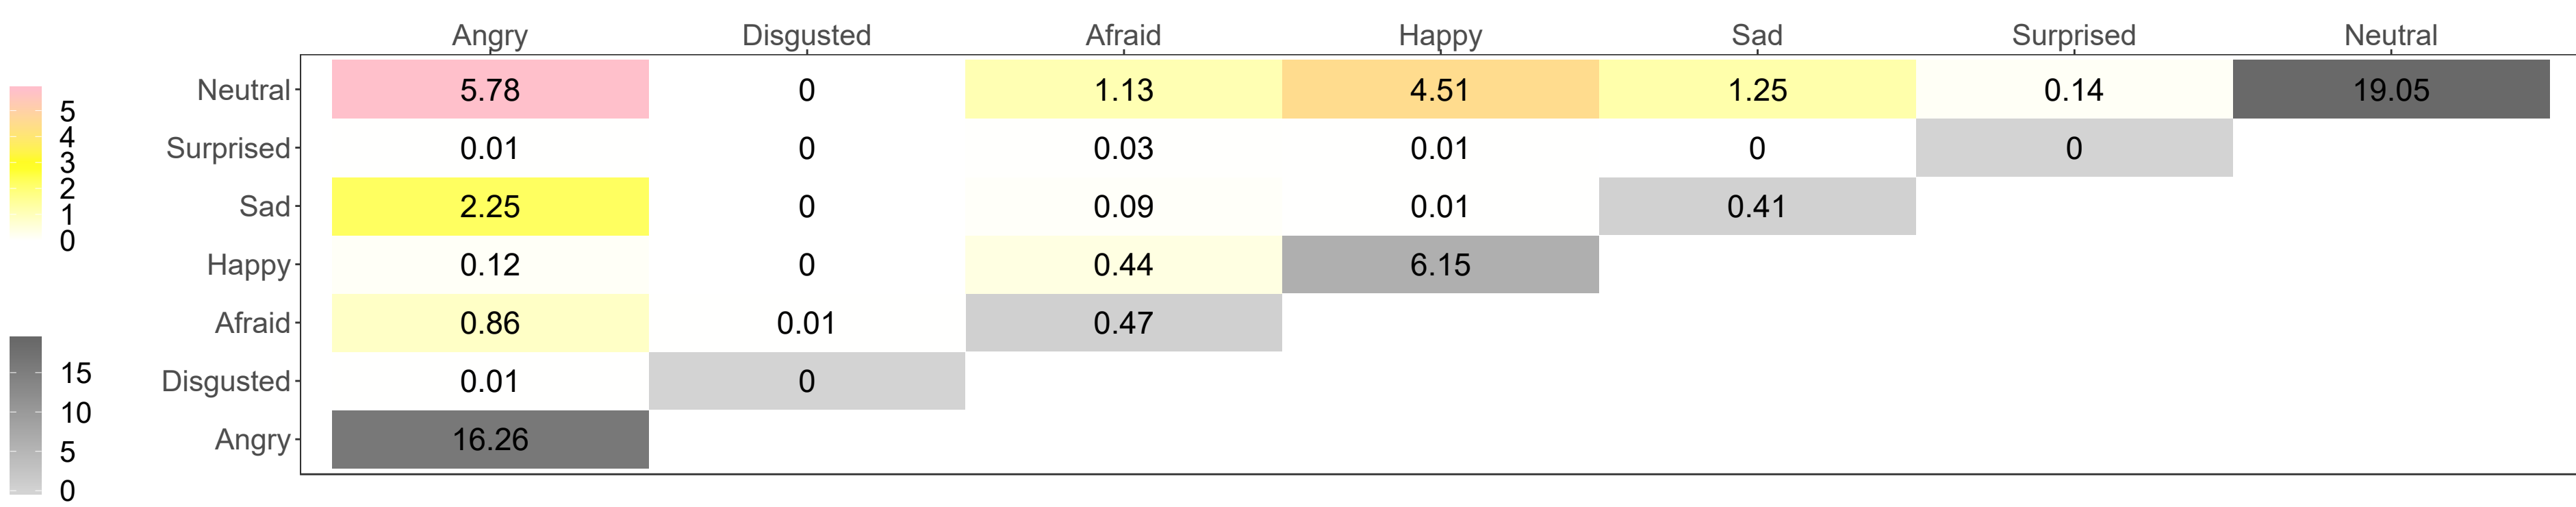 Angry Disgusted Afraid Happy Sad Surprised Neutral
Neutral 5.78 0 1.13 4.51 1.25 0.14 19.05
Surprised 0.01 0 0.03 0.01 0 0
Sad 2.25 0 0.09 0.01 0.41
Happy 0.12 0 0.44 6.15
Afraid 0.86 0.01 0.47
Disgusted 0.01 0
Angry 16.26
5
4
3
2
1
0
15
10
5
0